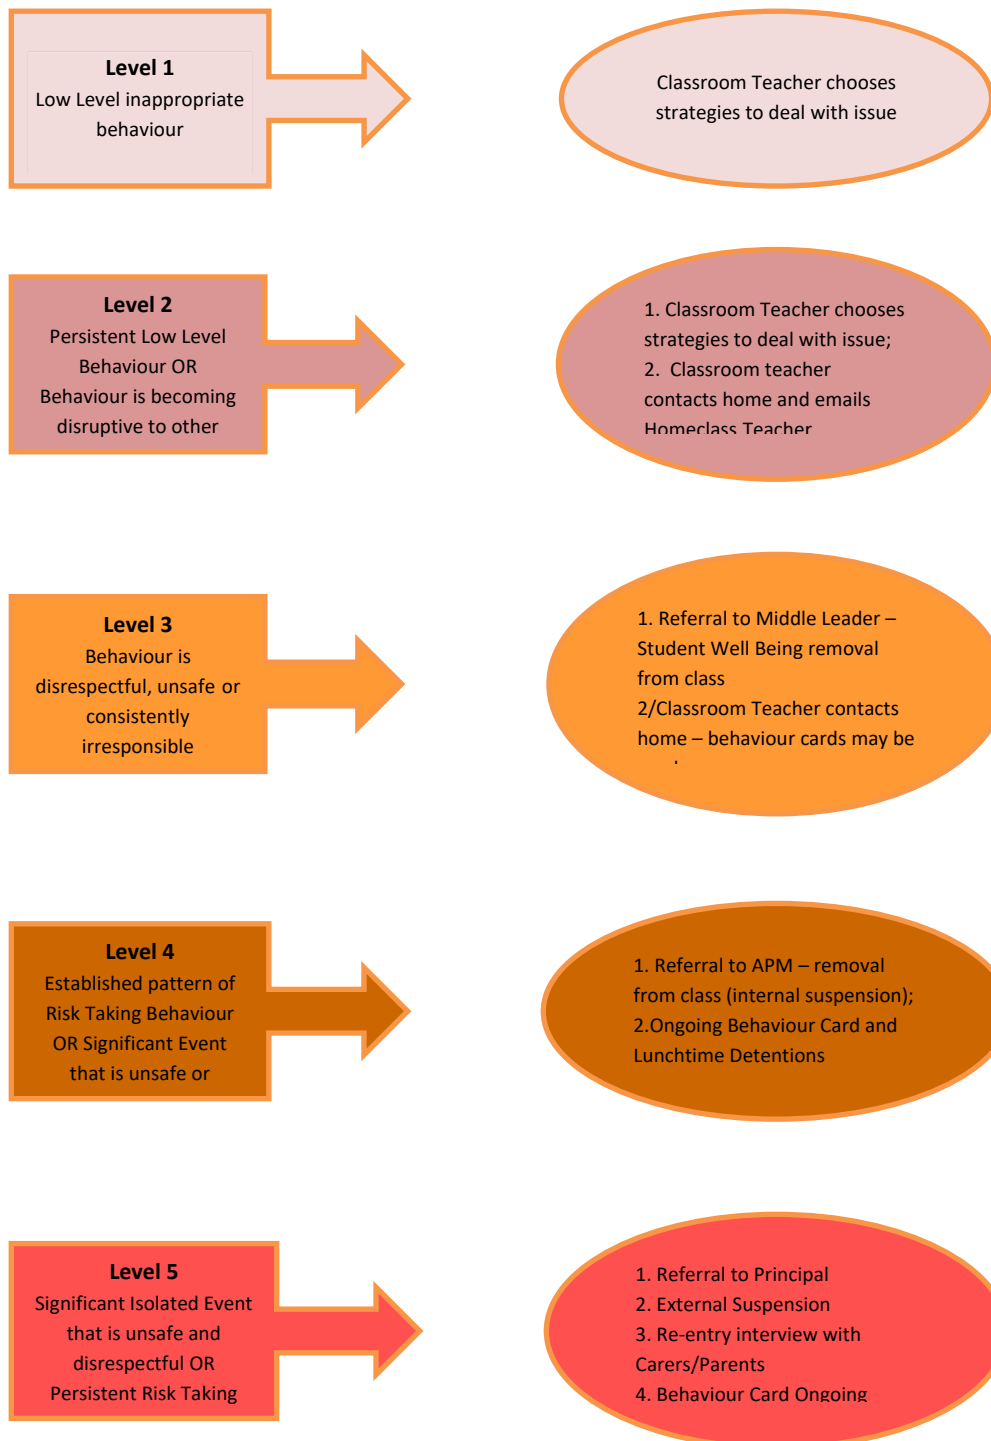 Level 1
Low Level inappropriate
behaviour
Classroom Teacher chooses
strategies to deal with issue
Level 2
Persistent Low Level
Behaviour OR
Behaviour is becoming
disruptive to other
1. Classroom Teacher chooses
strategies to deal with issue;
2. Classroom teacher
contacts home and emails
Homeclass Teacher
Level 3
Behaviour is
disrespectful, unsafe or
consistently
irresponsible
1. Referral to Middle Leader –
Student Well Being removal
from class
2/Classroom Teacher contacts
home – behaviour cards may be
Level 4
Established pattern of
Risk Taking Behaviour
OR Significant Event
that is unsafe or
1. Referral to APM – removal
from class (internal suspension);
2.Ongoing Behaviour Card and
Lunchtime Detentions
Level 5
Significant Isolated Event
that is unsafe and
disrespectful OR
Persistent Risk Taking
1. Referral to Principal
2. External Suspension
3. Re-entry interview with
Carers/Parents
4. Behaviour Card Ongoing